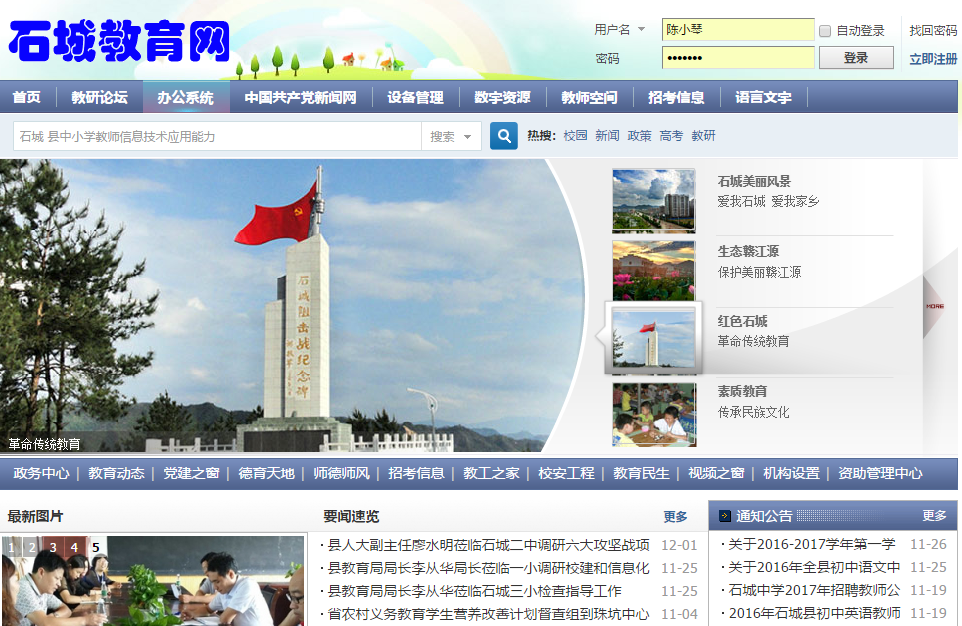 石城教育网
用户名 陈小琴 自动登录 找回密码
密码 ••••••• 登录 立即注册
首页 教研论坛 办公系统 中国共产党新闻网 设备管理 数字资源 教师空间 招考信息 语言文字
石城 县中小学教师信息技术应用能力 搜索 热搜: 校园 新闻 政策 高考 教研
石城阻击战纪念碑
革命传统教育
石城美丽风景
爱我石城 爱我家乡
生态赣江源
保护美丽赣江源
MORE
红色石城
革命传统教育
素质教育
传承民族文化
政务中心 | 教育动态 | 党建之窗 | 德育天地 | 师德师风 | 招考信息 | 教工之家 | 校安工程 | 教育民生 | 视频之窗 | 机构设置 | 资助管理中心
最新图片
1 2 3 4 5
要闻速览 更多
·县人大副主任廖水明莅临石城二中调研六大攻坚战项 12-01
·县教育局局长李从华局长莅临一小调研校建和信息化 11-25
·县教育局局长李从华莅临石城三小检查指导工作 11-25
·省农村义务教育学生营养改善计划督查组到珠坑中心 11-04
通知公告 更多
·关于2016-2017学年第一学 11-26
·关于2016年全县初中语文中 11-25
·石城中学2017年招聘教师公 11-19
·2016年石城县初中英语教师 11-19